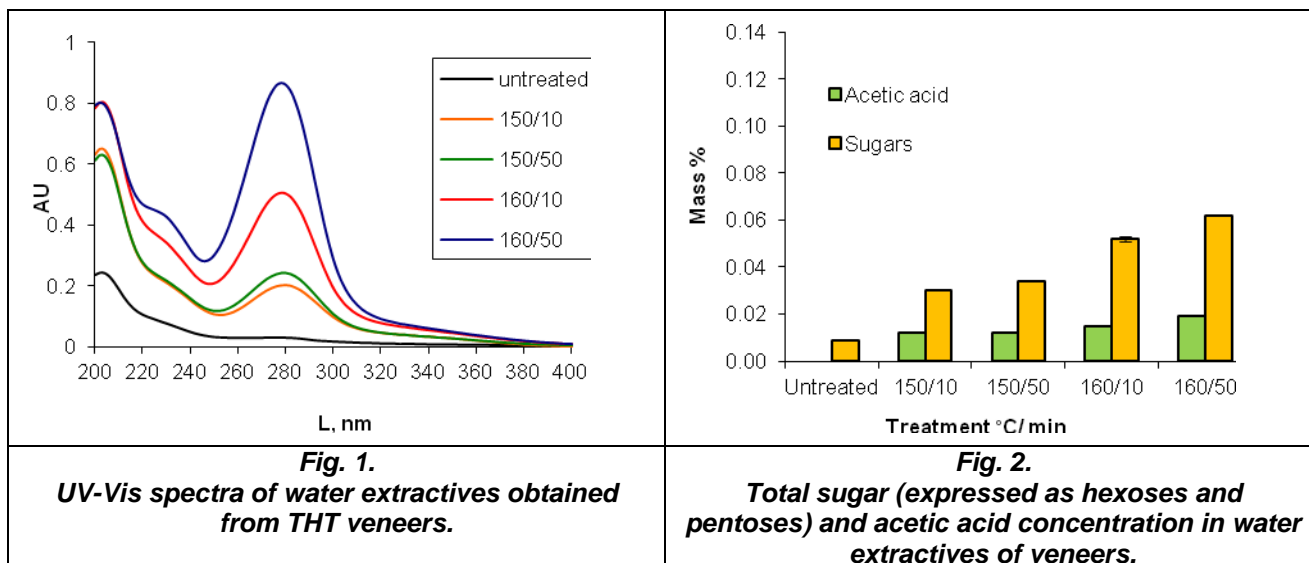 1
0.8
0.6
0.4
0.2
0
AU
200 220 240 260 280 300 320 340 360 380 400
L, nm
untreated
150/10
150/50
160/10
160/50
Fig. 1.
UV-Vis spectra of water extractives obtained
from THT veneers.
0.14
0.12
0.10
0.08
0.06
0.04
0.02
0.00
Mass %
Acetic acid
Sugars
Untreated 150/10 150/50 160/10 160/50
Treatment °C/ min
Fig. 2.
Total sugar (expressed as hexoses and
pentoses) and acetic acid concentration in water
extractives of veneers.